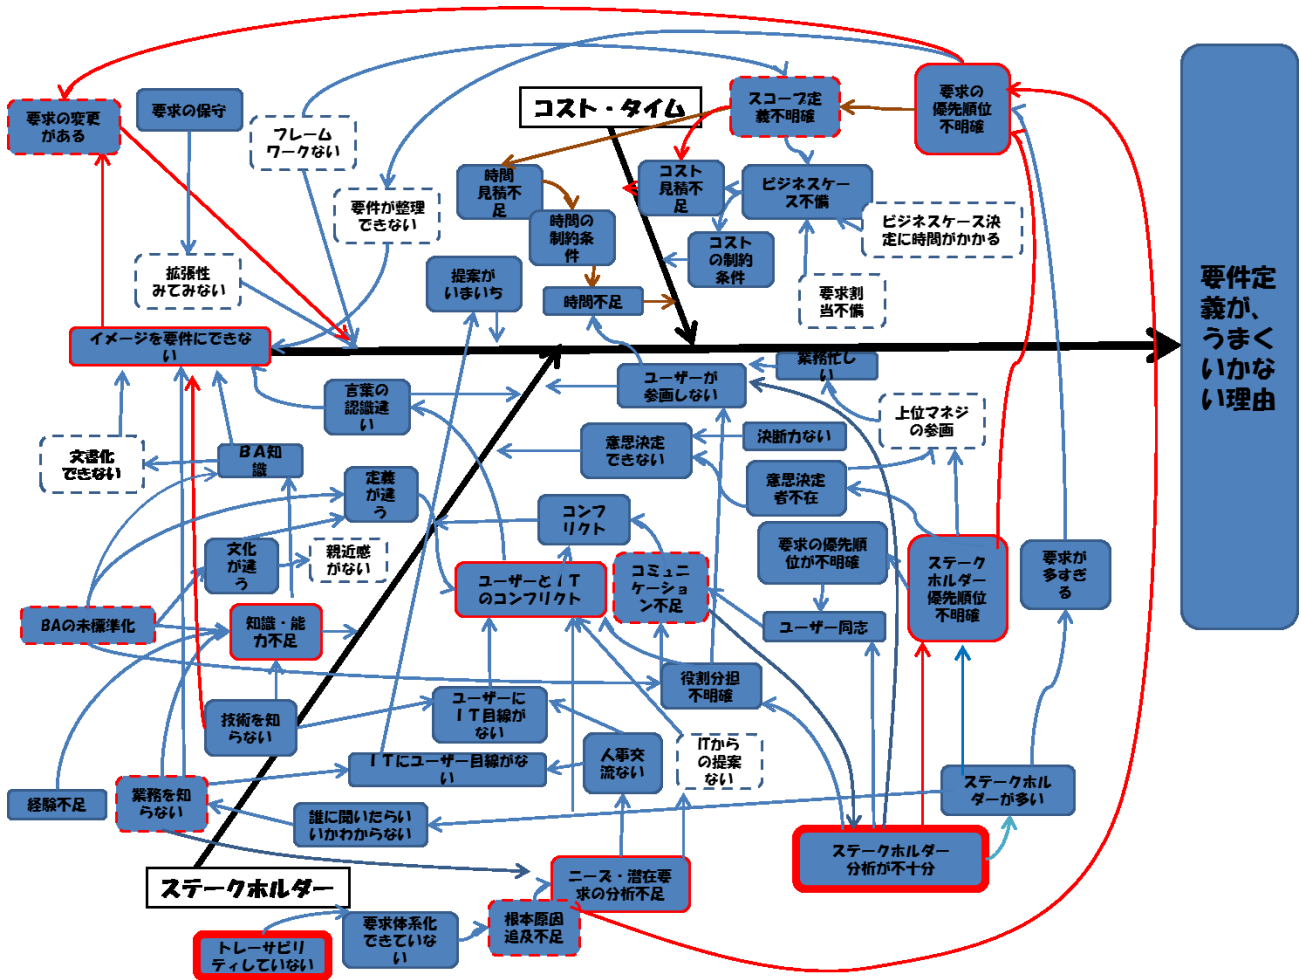 要求の変更
がある
要求の保守
フレーム
ワークない
コスト・タイム
スコープ定
義不明確
要求の
優先順位
不明確
要件が整理
できない
時間
見積不
足
時間の
制約条
件
コスト
見積不
足
ビジネスケー
ス不備
ビジネスケース決
定に時間がかかる
コスト
の制約
条件
要求割
当不備
拡張性
みてみない
提案が
いまいち
時間不足
イメージを要件にできな
い
要件定
義が、
うまく
いかな
い理由
業務忙し
い
ユーザーが
参画しない
言葉の
認識違
い
上位マネジ
の参画
意思決定
できない
決断力ない
文書化
できない
ＢＡ知
識
定義
が違
う
意思決定
者不在
コンフ
リクト
文化が
違う
親近感
がない
要求の優先順
位が不明確
ステーク
ホルダー
優先順位
不明確
要求が
多すぎ
る
ユーザーとＩＴ
のコンフリクト
コミュニ
ケーショ
ン不足
BAの未標準化
知識・能
力不足
ユーザー同志
役割分担
不明確
技術を知
らない
ユーザーに
ＩＴ目線が
ない
人事交
流ない
ITから
の提案
ない
ＩＴにユーザー目線がな
い
経験不足
業務を知
らない
誰に聞いたらい
いかわからない
ステークホル
ダーが多い
ステークホルダー
分析が不十分
ステークホルダー
ニーズ・潜在要
求の分析不足
トレーサビリ
ティしていない
要求体系化
できていな
い
根本原因
追及不足